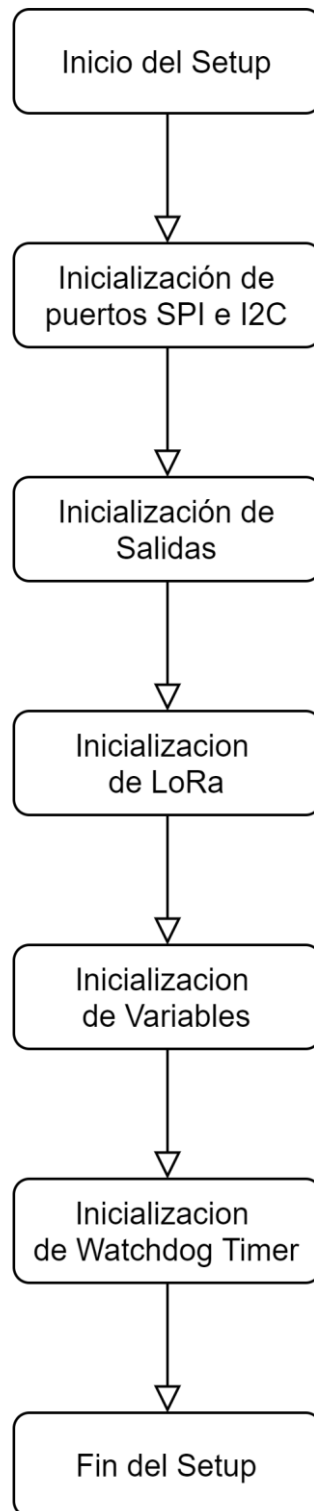 Inicio del Setup
Inicialización de
puertos SPI e I2C
Inicialización de
Salidas
Inicializacion
de LoRa
Inicializacion
de Variables
Inicializacion
de Watchdog Timer
Fin del Setup